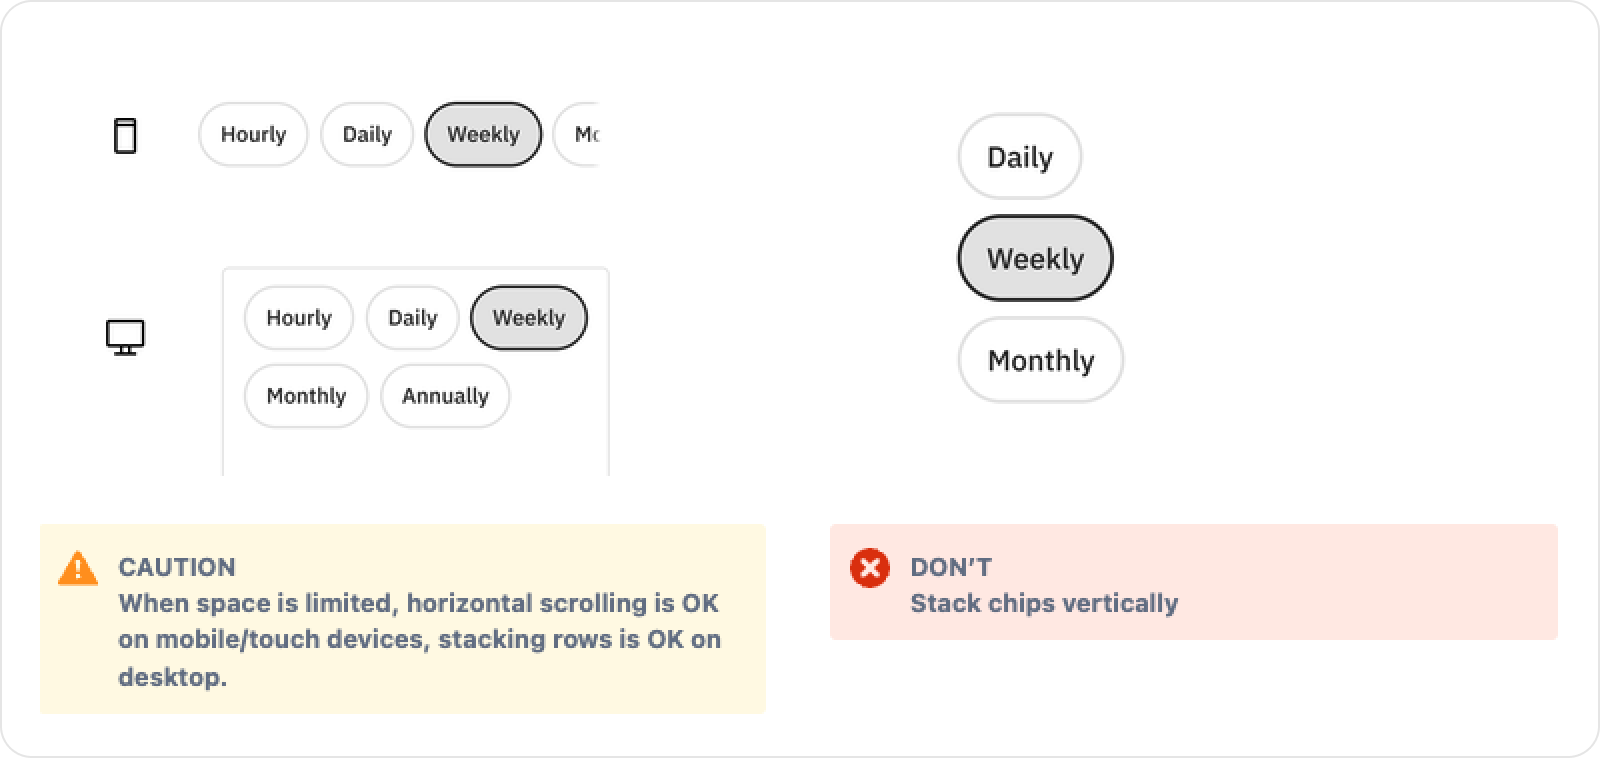 Hourly Daily Weekly Mo
Hourly Daily Weekly
Monthly Annually
CAUTION
When space is limited, horizontal scrolling is OK
on mobile/touch devices, stacking rows is OK on
desktop.
Daily
Weekly
Monthly
DON'T
Stack chips vertically